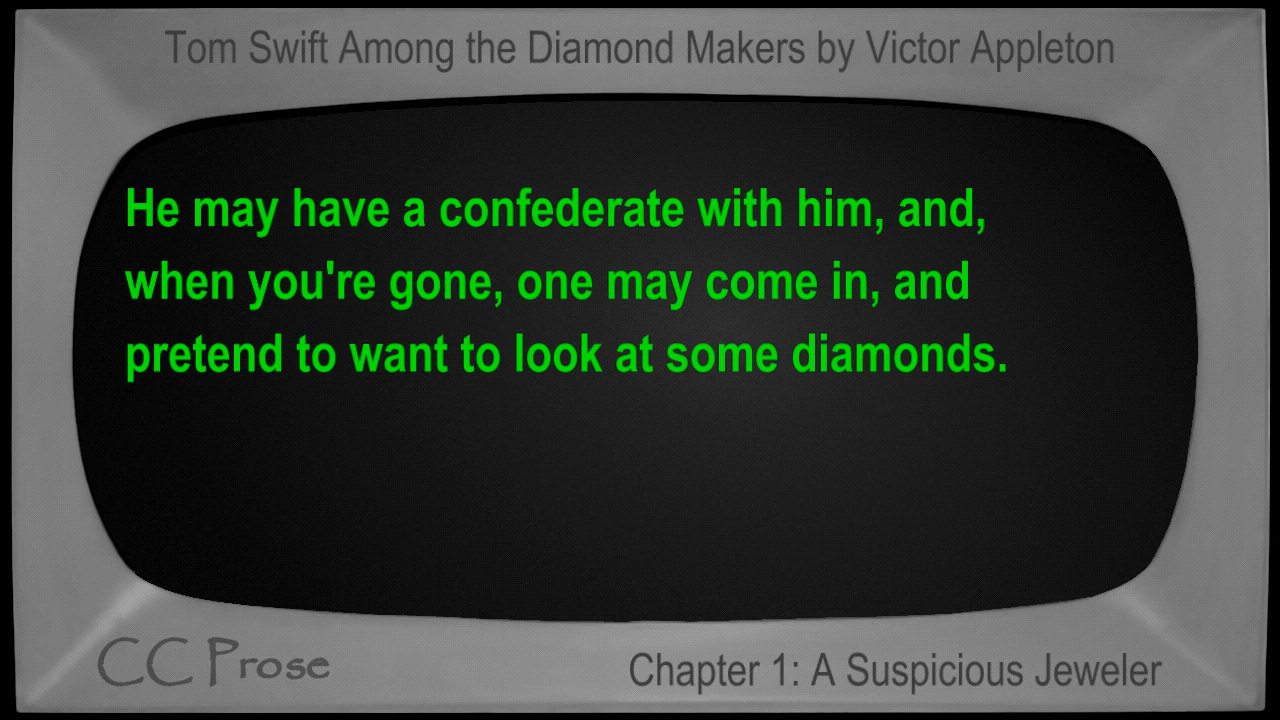 Tom Swift Among the Diamond Makers by Victor Appleton
He may have a confederate with him, and,
when you're gone, one may come in, and
pretend to want to look at some diamonds.
CC Prose
Chapter 1: A Suspicious Jeweler